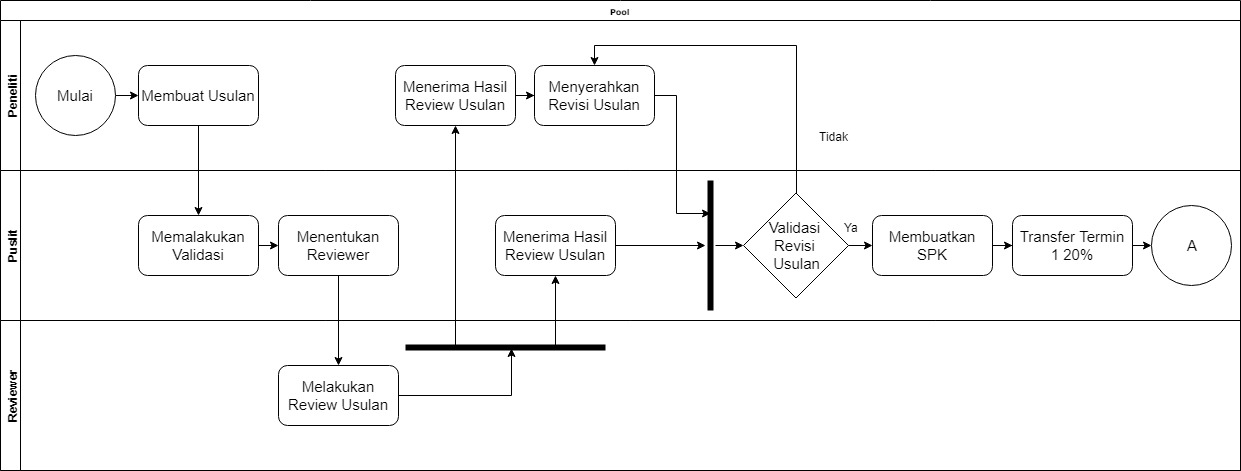 Pool
Peneliti
Mulai
Membuat Usulan
Menerima Hasil
Review Usulan
Menyerahkan
Revisi Usulan
Tidak
Puslit
Memalakukan
Validasi
Menentukan
Reviewer
Menerima Hasil
Review Usulan
Validasi
Revisi
Usulan
Ya
Membuatkan
SPK
Transfer Termin
1 20%
A
Reviewer
Melakukan
Review Usulan